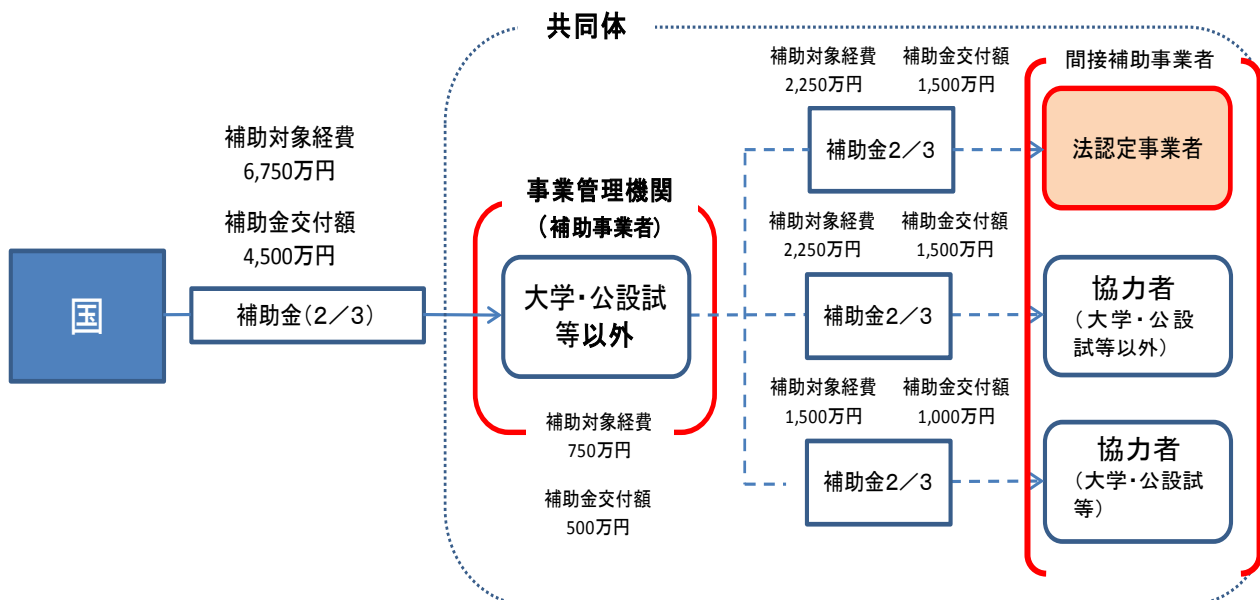 共同体
補助対象経費
6,750万円
補助金交付額
4,500万円
国
補助金(2/3)
事業管理機関
(補助事業者)
大学・公設試
等以外
補助対象経費
750万円
補助金交付額
500万円
補助対象経費 補助金交付額
2,250万円 1,500万円
補助金2/3
補助対象経費 補助金交付額
2,250万円 1,500万円
補助金2/3
補助対象経費 補助金交付額
1,500万円 1,000万円
補助金2/3
間接補助事業者
法認定事業者
協力者
(大学・公設
試等以外)
協力者
(大学・公設試
等)